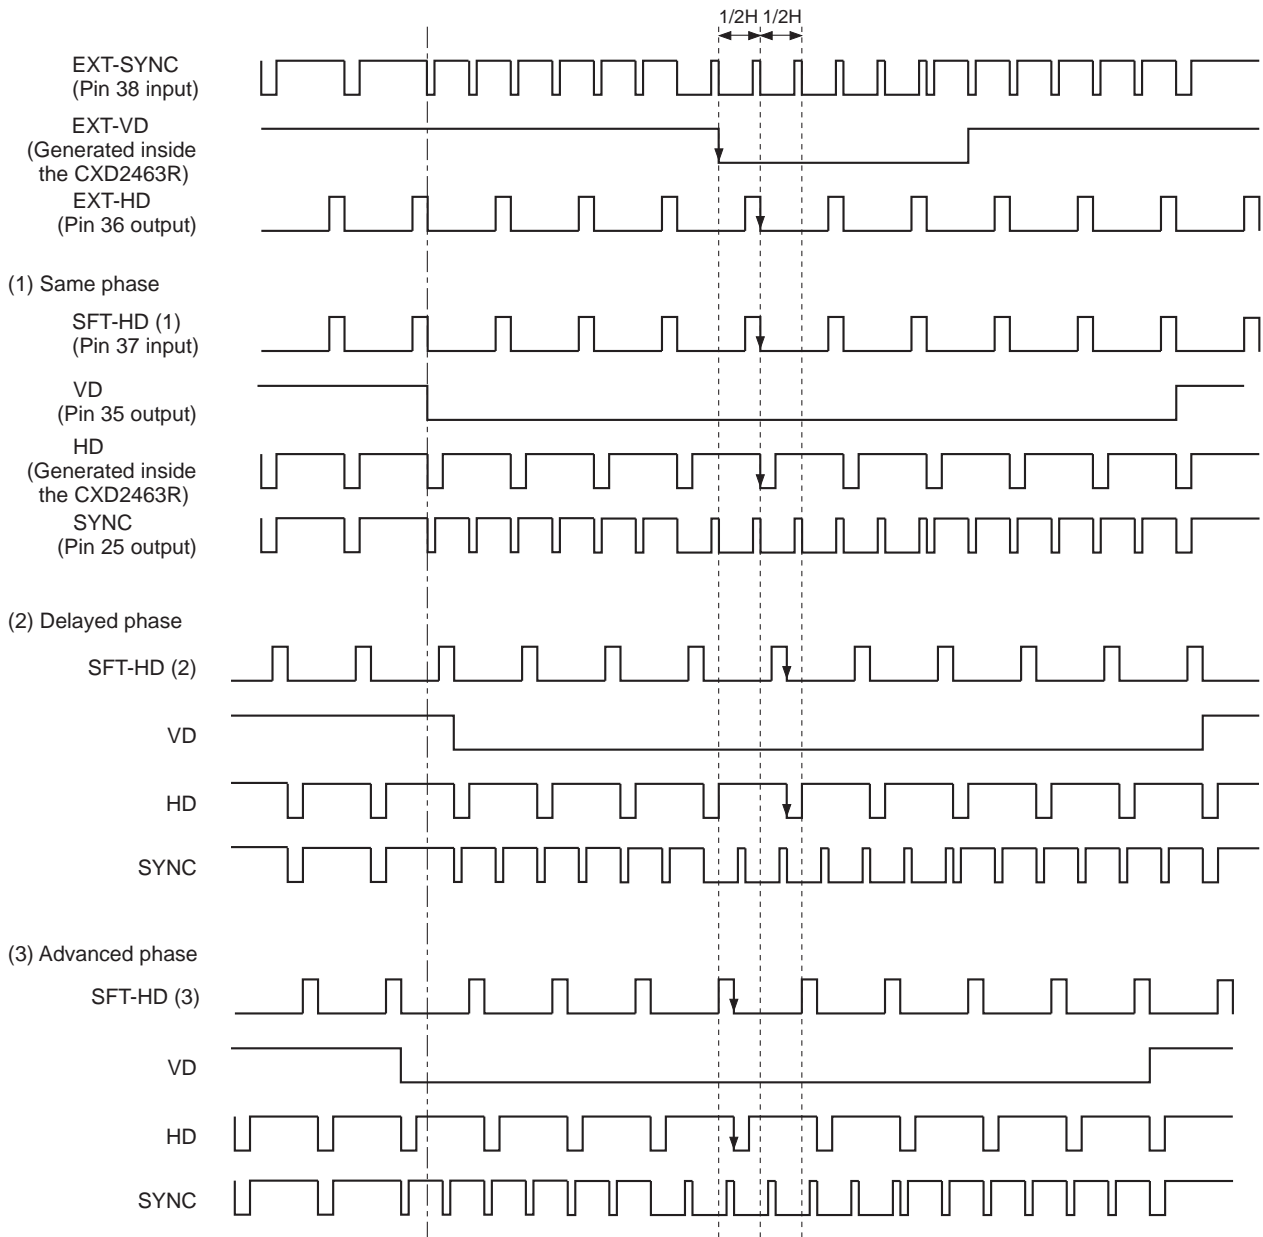 1/2H 1/2H
EXT-SYNC
(Pin 38 input)
EXT-VD
(Generated inside
the CXD2463R)
EXT-HD
(Pin 36 output)
(1) Same phase
SFT-HD (1)
(Pin 37 input)
VD
(Pin 35 output)
HD
(Generated inside
the CXD2463R)
SYNC
(Pin 25 output)
(2) Delayed phase
SFT-HD (2)
VD
HD
SYNC
(3) Advanced phase
SFT-HD (3)
VD
HD
SYNC